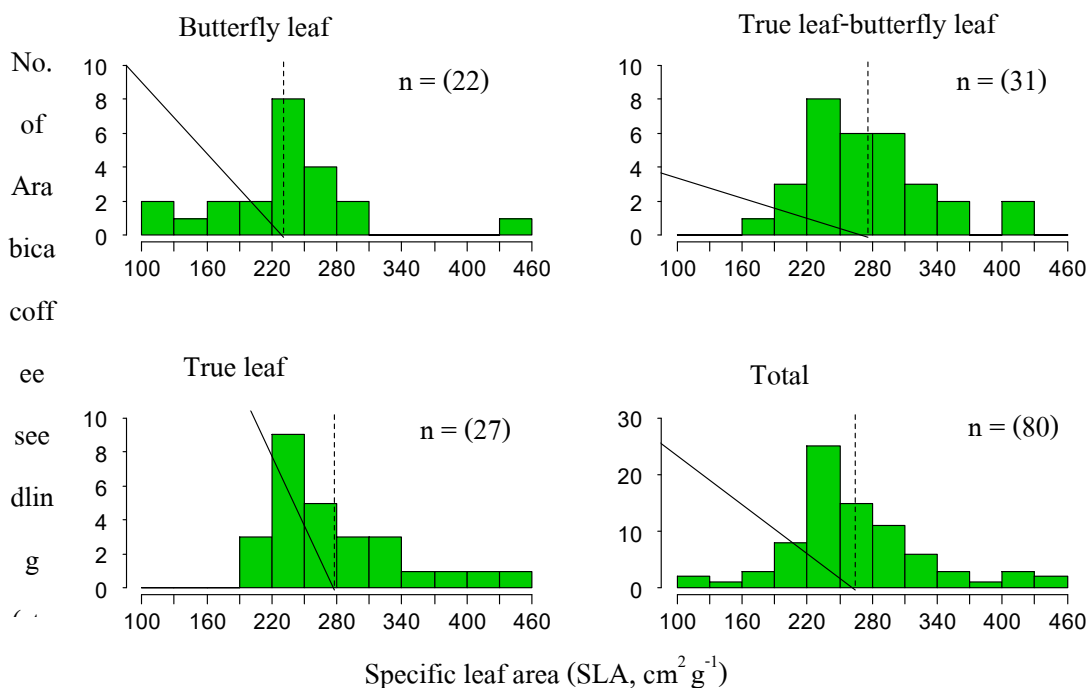 Butterfly leaf
True leaf-butterfly leaf
No.
of
Ara
bica
coff
ee
see
dlin
g
10
8
6
4
2
0
n = (22)
100 160 220 280 340 400 460
10
8
6
4
2
0
n = (31)
100 160 220 280 340 400 460
True leaf
Total
10
8
6
4
2
0
n = (27)
100 160 220 280 340 400 460
30
20
10
0
n = (80)
100 160 220 280 340 400 460
Specific leaf area (SLA, cm² g⁻¹)